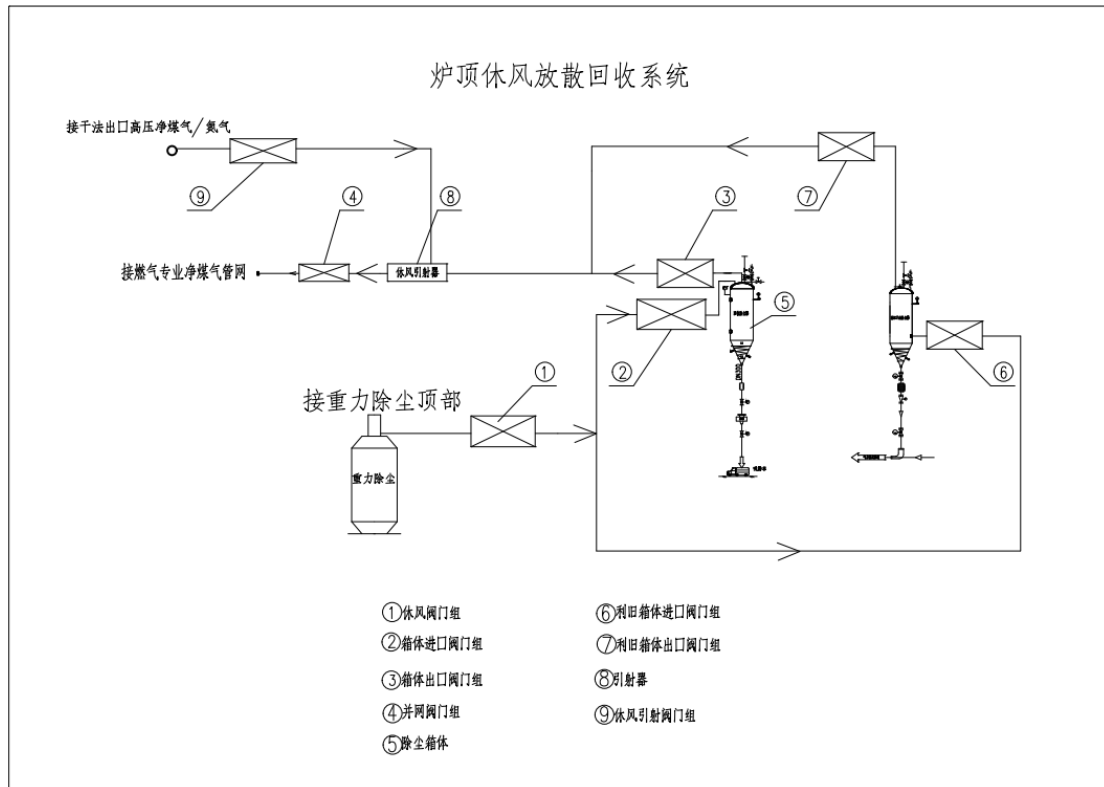 炉顶休风放散回收系统
接干法出口高压净煤气/氮气
⑨
④
⑧
③
⑦
接燃气专业净煤气管网
休风引射器
⑤
②
⑥
①
接重力除尘顶部
重力除尘
①休风阀门组
②箱体进口阀门组
③箱体出口阀门组
④并网阀门组
⑤除尘箱体
⑥利旧箱体进口阀门组
⑦利旧箱体出口阀门组
⑧引射器
⑨休风引射阀门组